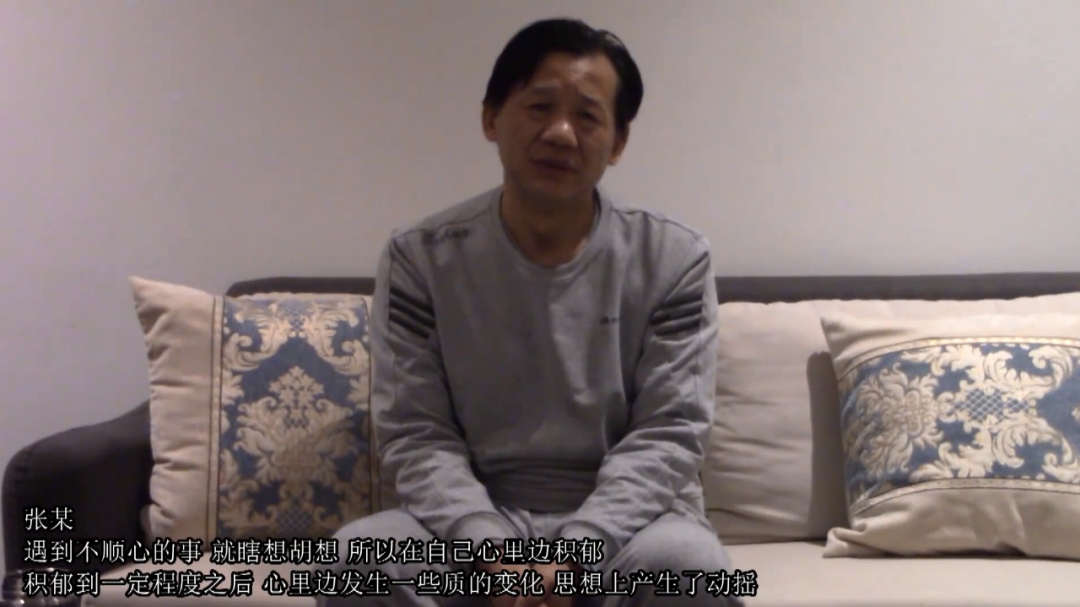 张某
遇到不顺心的事 就瞎想胡想 所以在自己心里边积郁
积郁到一定程度之后 心里边发生一些质的变化 思想上产生了动摇